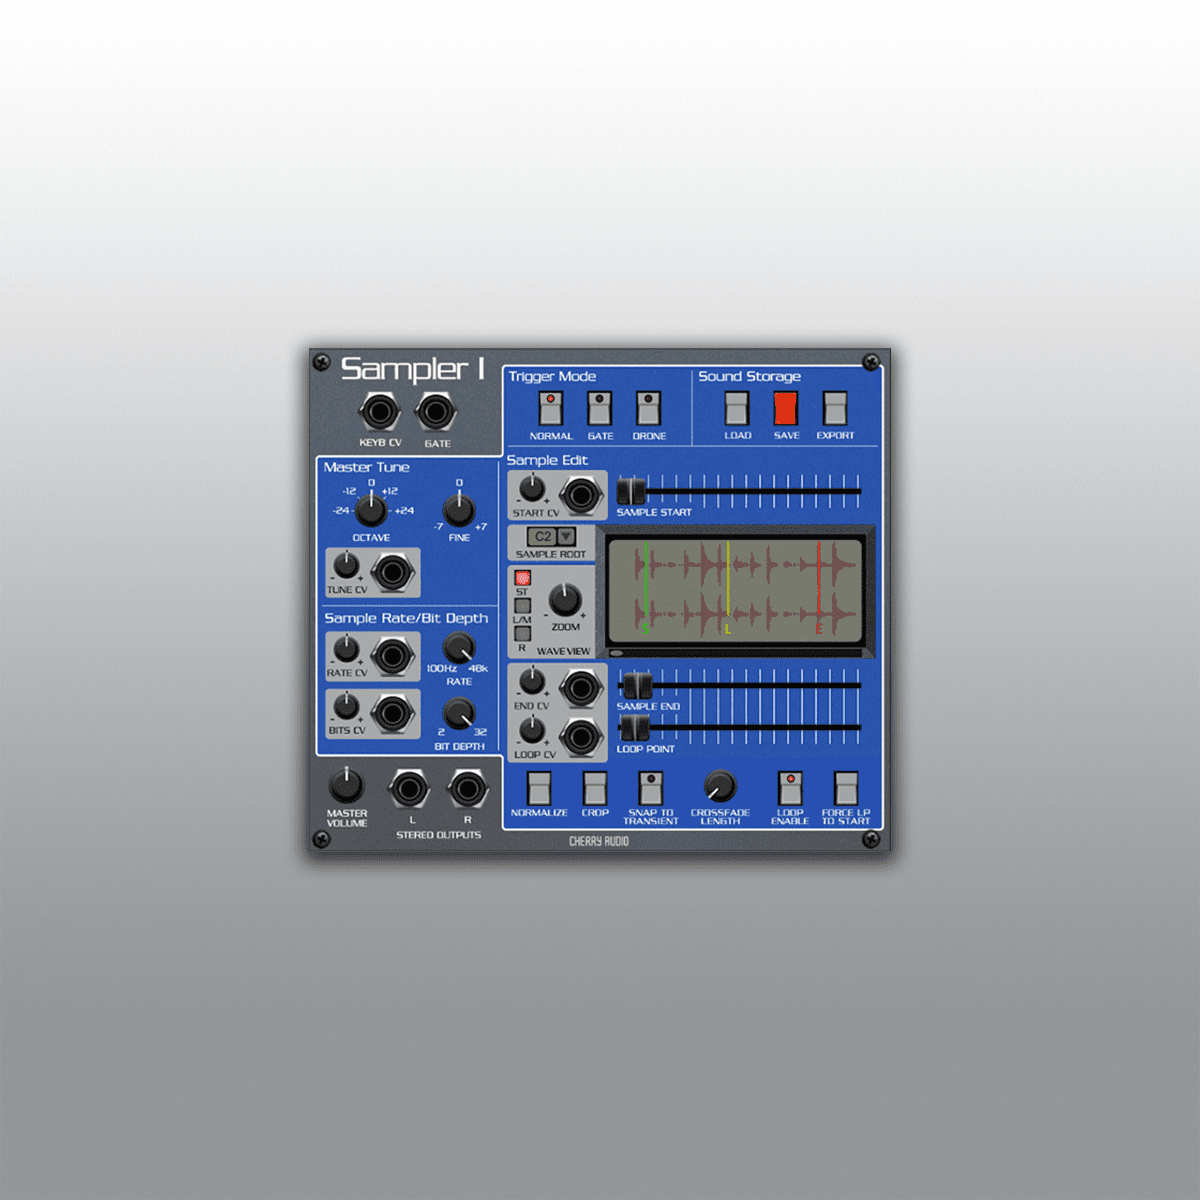 Sampler I
KEYB CV
GATE
Trigger Mode
NORMAL
GATE
DRONE
Sound Storage
LOAD
SAVE
EXPORT
Master Tune
0
-12
+12
-24
+24
OCTAVE
0
-7
+7
FINE
- +
TUNE CV
Sample Rate/Bit Depth
- +
RATE CV
100Hz
48k
RATE
- +
BITS CV
2
32
BIT DEPTH
Sample Edit
- +
START CV
SAMPLE START
C2
SAMPLE ROOT
ST
L/M
R
- +
ZOOM
WAVE VIEW
L
E
- +
END CV
SAMPLE END
- +
LOOP CV
LOOP POINT
NORMALIZE
CROP
SNAP TO
TRANSIENT
CROSSFADE
LENGTH
LOOP
ENABLE
FORCE LP
TO START
MASTER
VOLUME
L
R
STEREO OUTPUTS
CHERRY AUDIO